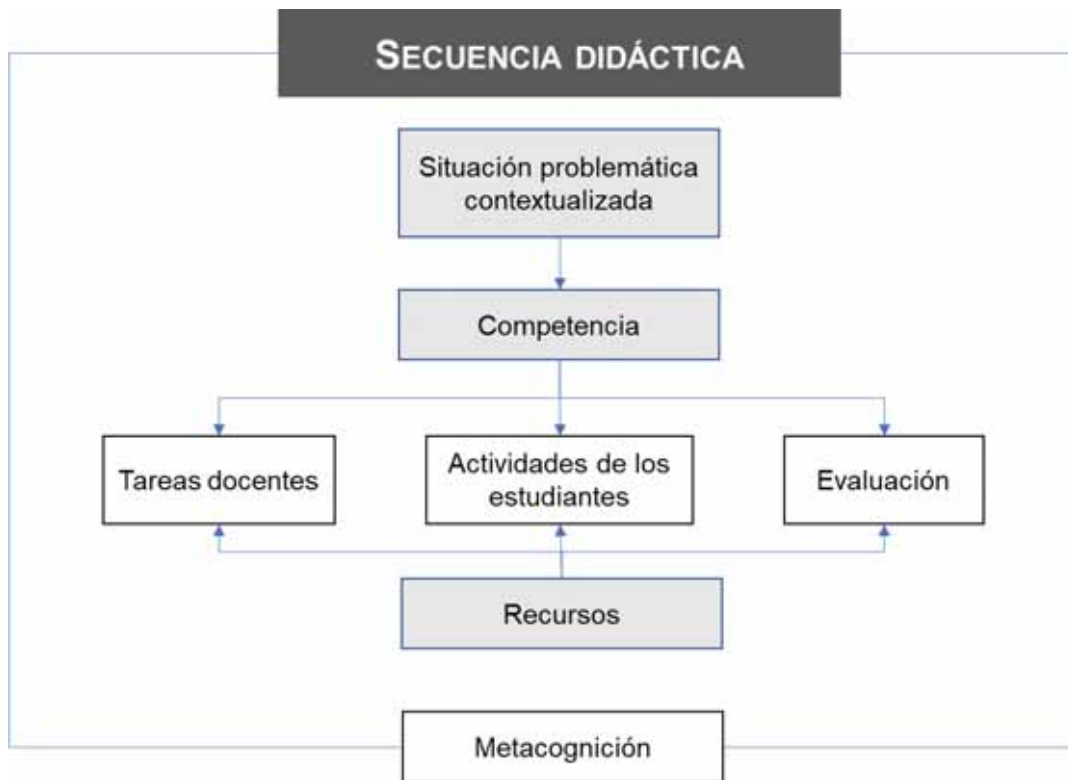 SECUENCIA DIDÁCTICA
Situación problemática
contextualizada
Competencia
Tareas docentes
Actividades de los
estudiantes
Evaluación
Recursos
Metacognición